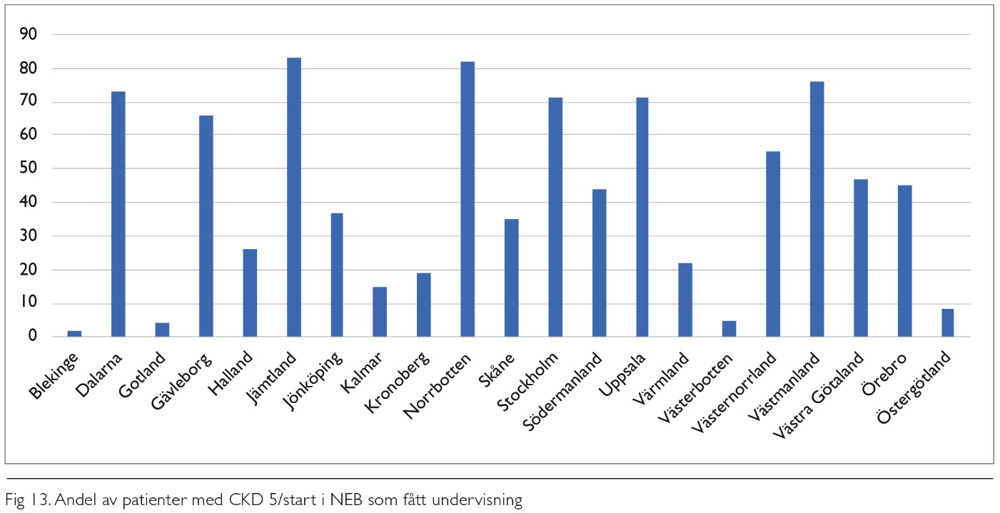 90
80
70
60
50
40
30
20
10
0
Blekinge
Dalarna
Gotland
Gävleborg
Halland
Jämtland
Jönköping
Kalmar
Kronoberg
Norrbotten
Skåne
Stockholm
Södermanland
Uppsala
Värmland
Västerbotten
Västernorrland
Västmanland
Västra Götaland
Örebro
Östergötland
Fig 13. Andel av patienter med CKD 5/start i NEB som fått undervisning